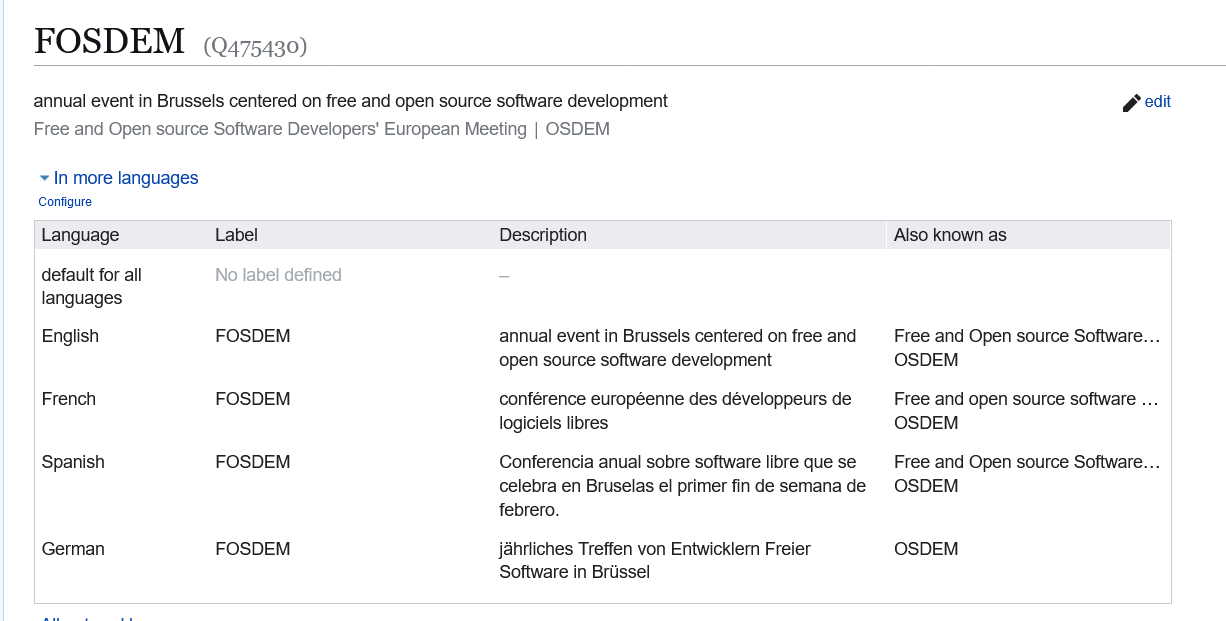 FOSDEM (Q475430)
annual event in Brussels centered on free and open source software development
edit
Free and Open source Software Developers' European Meeting | OSDEM
In more languages
Configure
Language Label Description Also known as
default for all languages No label defined –
English FOSDEM annual event in Brussels centered on free and Free and Open source Software…
open source software development OSDEM
French FOSDEM conférence européenne des développeurs de Free and open source software …
logiciels libres OSDEM
Spanish FOSDEM Conferencia anual sobre software libre que se Free and Open source Software…
celebra en Bruselas el primer fin de semana de OSDEM
febrero.
German FOSDEM jährliches Treffen von Entwicklern Freier OSDEM
Software in Brüssel